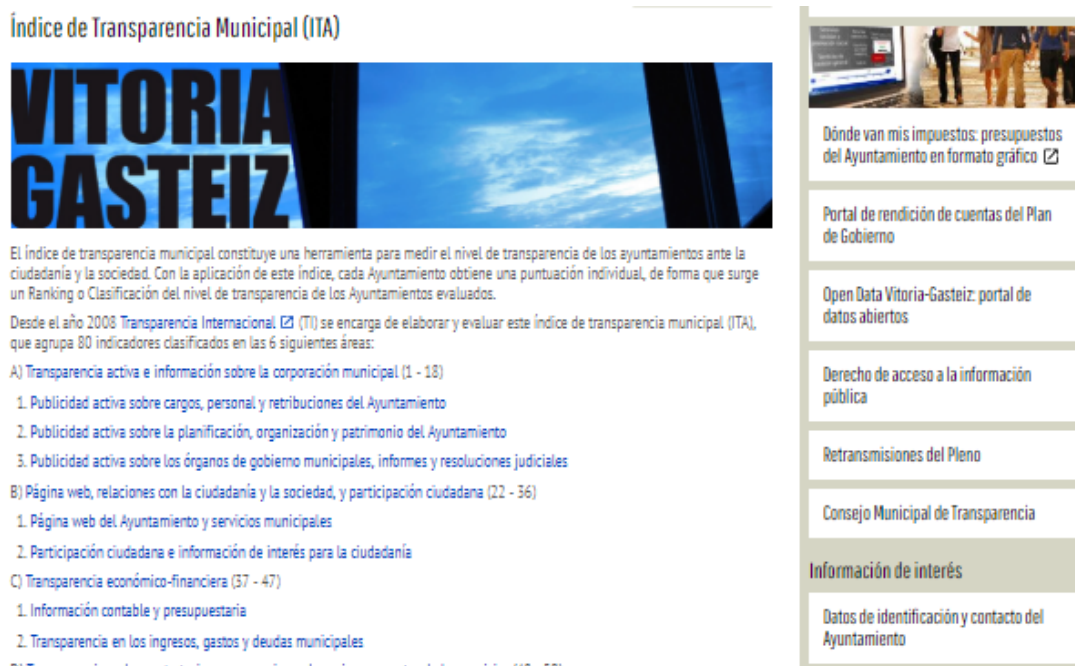 Índice de Transparencia Municipal (ITA)
VITORIA
GASTEIZ
El índice de transparencia municipal constituye una herramienta para medir el nivel de transparencia de los ayuntamientos ante la
ciudadanía y la sociedad. Con la aplicación de este índice, cada Ayuntamiento obtiene una puntuación individual, de forma que surge
un Ranking o Clasificación del nivel de transparencia de los Ayuntamientos evaluados.
Desde el año 2008 Transparencia Internacional (TI) se encarga de elaborar y evaluar este índice de transparencia municipal (ITA),
que agrupa 80 indicadores clasificados en las 6 siguientes áreas:
A) Transparencia activa e información sobre la corporación municipal (1 - 18)
1. Publicidad activa sobre cargos, personal y retribuciones del Ayuntamiento
2. Publicidad activa sobre la planificación, organización y patrimonio del Ayuntamiento
3. Publicidad activa sobre los órganos de gobierno municipales, informes y resoluciones judiciales
B) Página web, relaciones con la ciudadanía y la sociedad, y participación ciudadana (22 - 36)
1. Página web del Ayuntamiento y servicios municipales
2. Participación ciudadana e información de interés para la ciudadanía
C) Transparencia económico-financiera (37 - 47)
1. Información contable y presupuestaria
2. Transparencia en los ingresos, gastos y deudas municipales
Dónde van mis impuestos: presupuestos
del Ayuntamiento en formato gráfico
Portal de rendición de cuentas del Plan
de Gobierno
Open Data Vitoria-Gasteiz: portal de
datos abiertos
Derecho de acceso a la información
pública
Retransmisiones del Pleno
Consejo Municipal de Transparencia
Información de interés
Datos de identificación y contacto del
Ayuntamiento